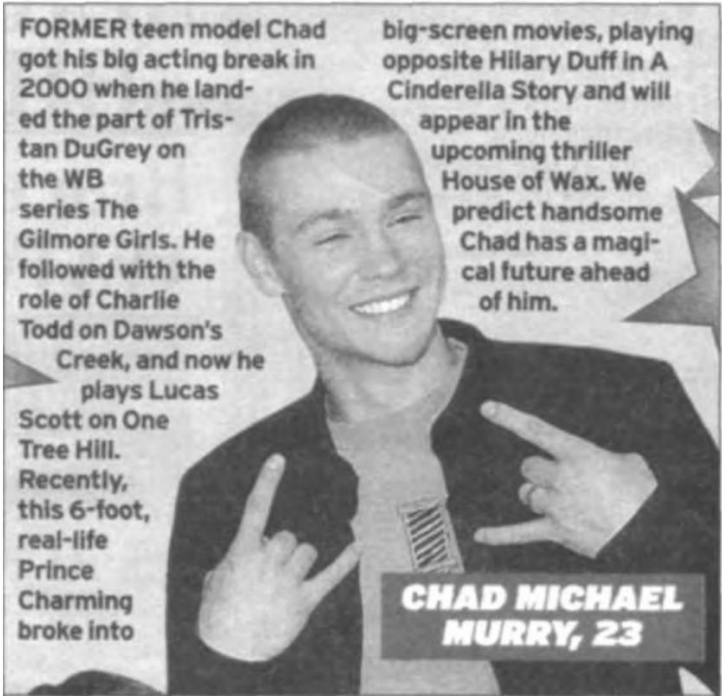 FORMER teen model Chad
got his big acting break in
2000 when he land-
ed the part of Tris-
tan DuGrey on
the WB
series The
Gilmore Girls. He
followed with the
role of Charlie
Todd on Dawson's
Creek, and now he
plays Lucas
Scott on One
Tree Hill.
Recently,
this 6-foot,
real-life
Prince
Charming
broke into
big-screen movies, playing
opposite Hilary Duff in A
Cinderella Story and will
appear in the
upcoming thriller
House of Wax. We
predict handsome
Chad has a magi-
cal future ahead
of him.
CHAD MICHAEL
MURRY, 23